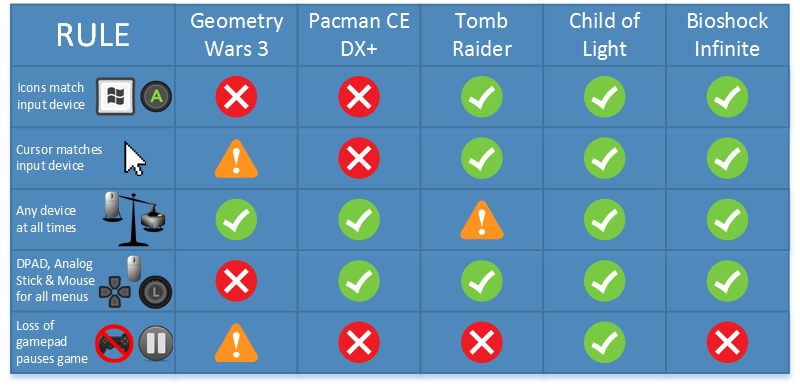 RULE
Geometry
Wars 3
Pacman CE
DX+
Tomb
Raider
Child of
Light
Bioshock
Infinite
Icons match
input device
A
Cursor matches
input device
Any device
at all times
DPAD, Analog
Stick & Mouse
for all menus
L
Loss of
gamepad
pauses game